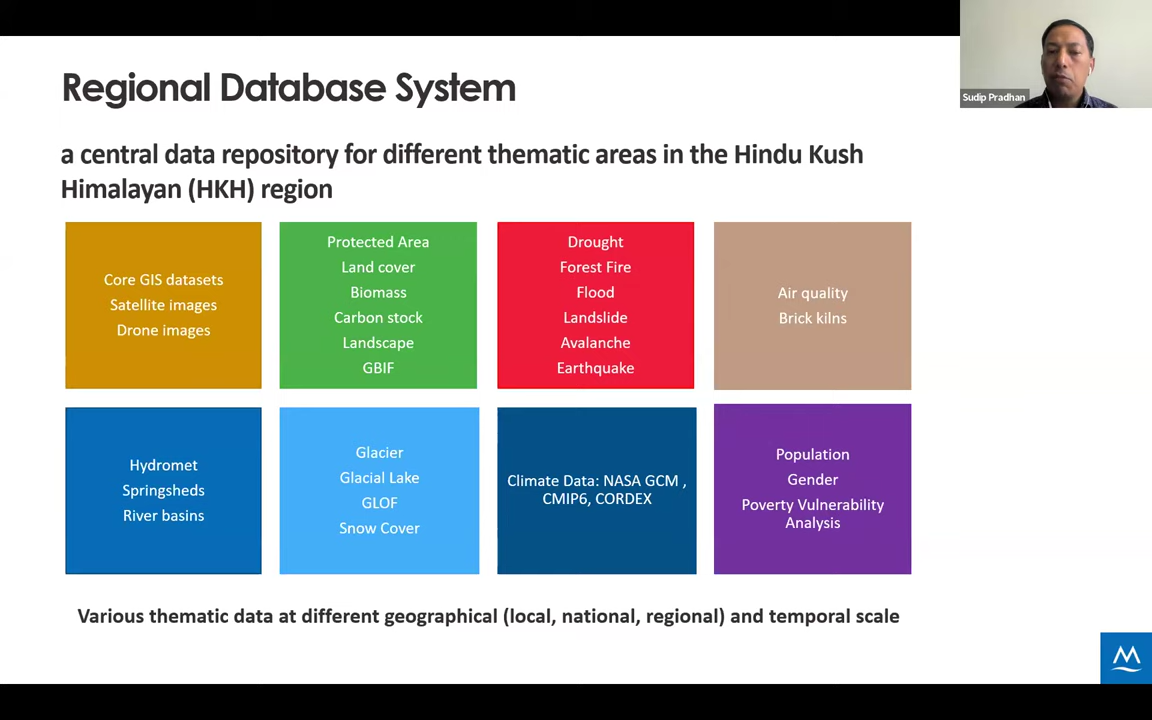 Regional Database System
Sudip Pradhan
a central data repository for different thematic areas in the Hindu Kush
Himalayan (HKH) region
Core GIS datasets
Satellite images
Drone images
Protected Area
Land cover
Biomass
Carbon stock
Landscape
GBIF
Drought
Forest Fire
Flood
Landslide
Avalanche
Earthquake
Air quality
Brick kilns
Hydromet
Springsheds
River basins
Glacier
Glacial Lake
GLOF
Snow Cover
Climate Data: NASA GCM ,
CMIP6, CORDEX
Population
Gender
Poverty Vulnerability
Analysis
Various thematic data at different geographical (local, national, regional) and temporal scale